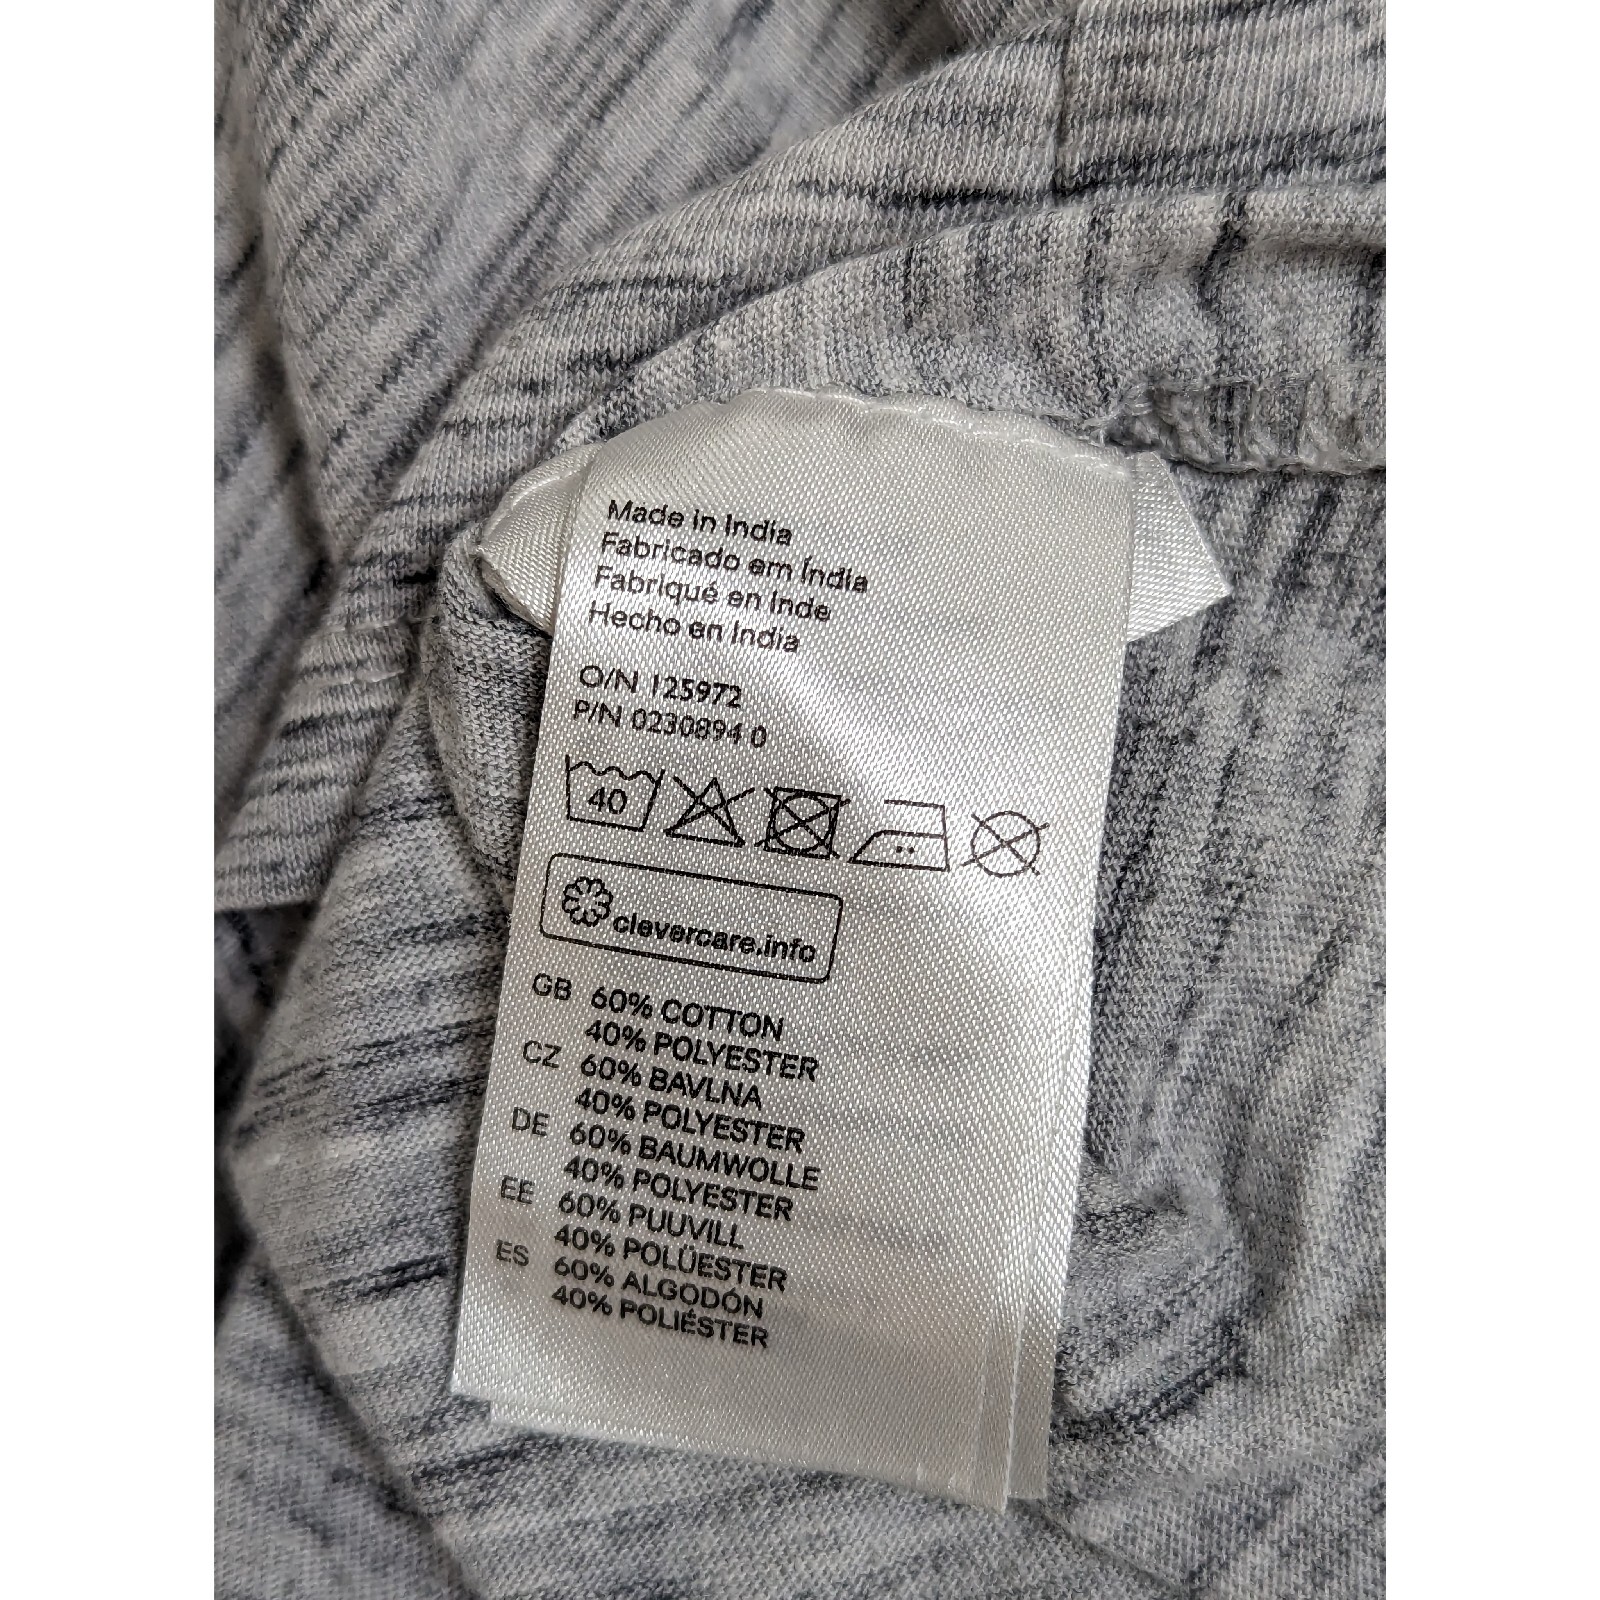 Made in India
Fabricado em Índia
Fabriqué en Inde
Hecho en India
O/N 125972
P/N 0230894 0
40
clevercare.info
GB 60% COTTON
40% POLYESTER
CZ 60% BAVLNA
40% POLYESTER
DE 60% BAUMWOLLE
40% POLYESTER
EE 60% PUUVILL
40% POLÜESTER
ES 60% ALGODÓN
40% POLIÉSTER